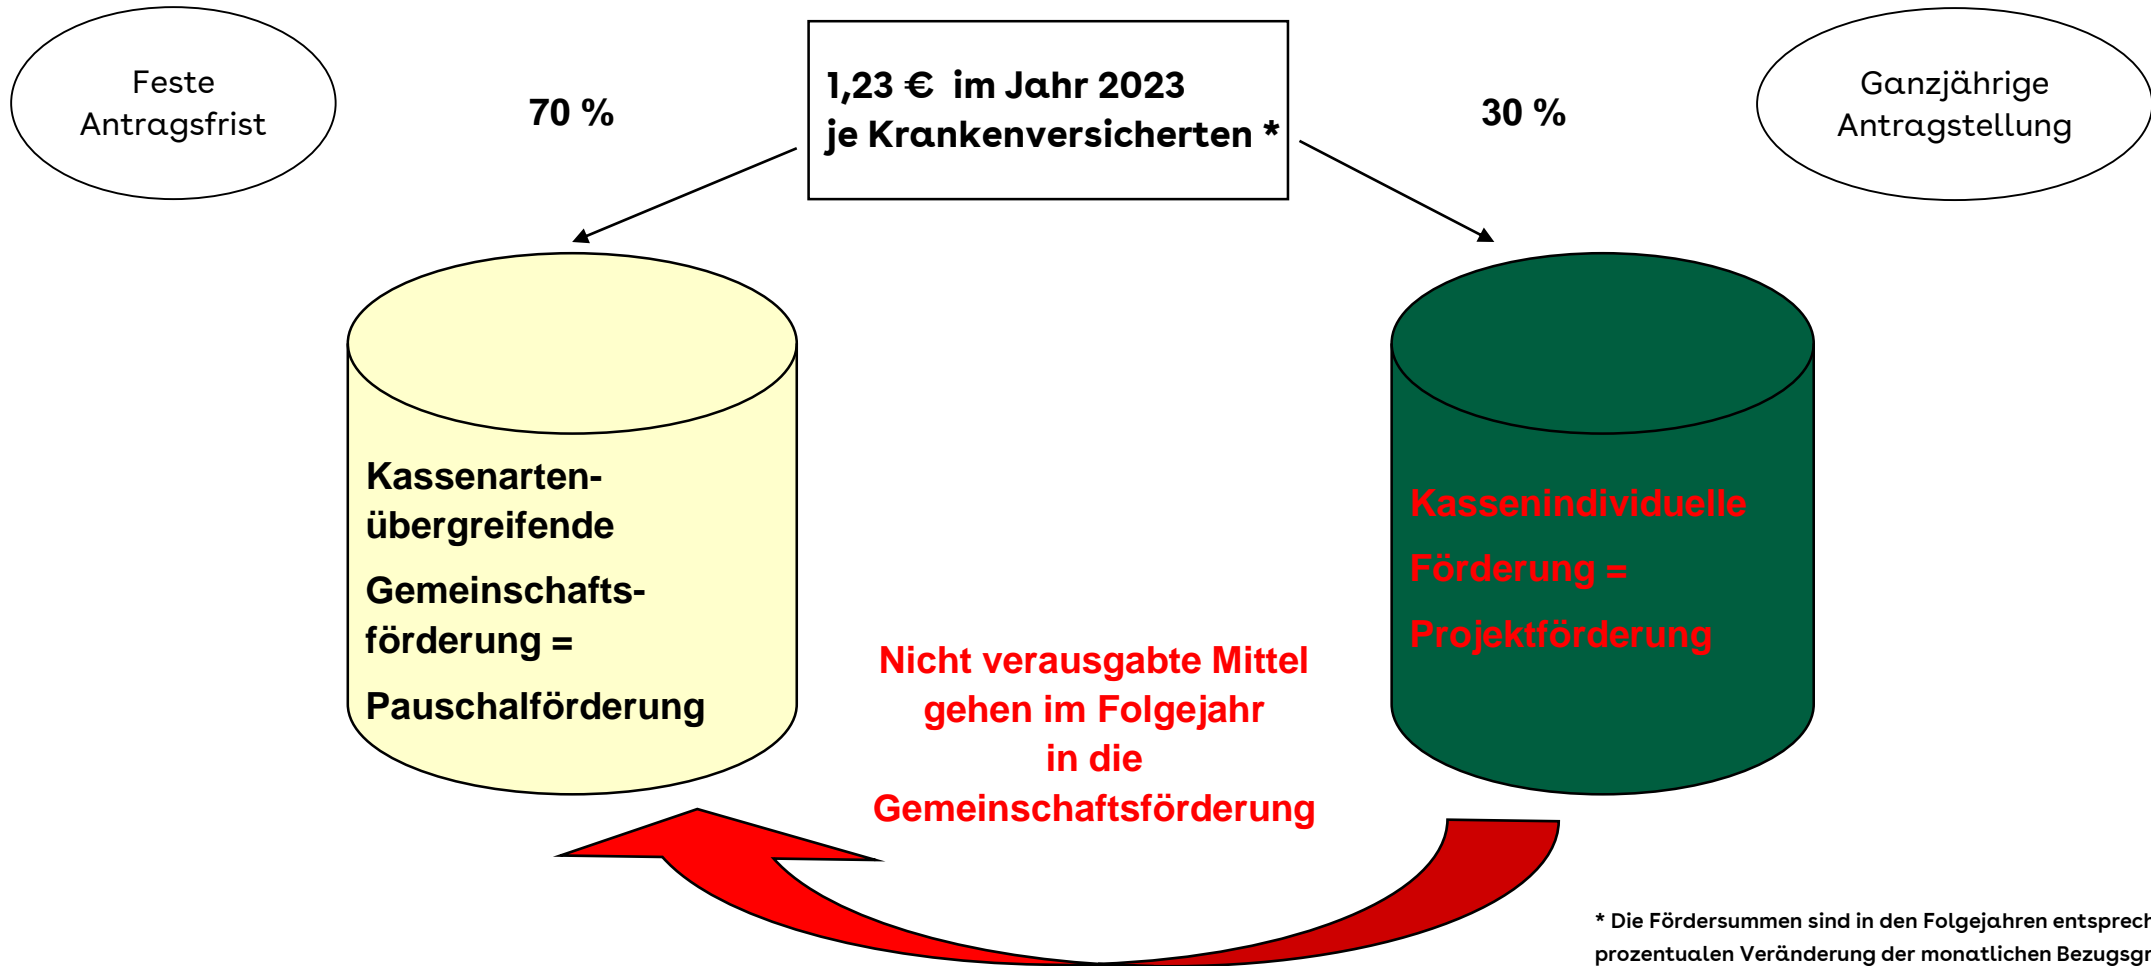 Feste
Antragsfrist
70 %
1,23 € im Jahr 2023
je Krankenversicherten *
30 %
Ganzjährige
Antragstellung
Kassenarten-
übergreifende
Gemeinschafts-
förderung =
Pauschalförderung
Kassenindividuelle
Förderung =
Projektförderung
Nicht verausgabte Mittel
gehen im Folgejahr
in die
Gemeinschaftsförderung
* Die Fördersummen sind in den Folgejahren
prozentualen Veränderung der monatlichen